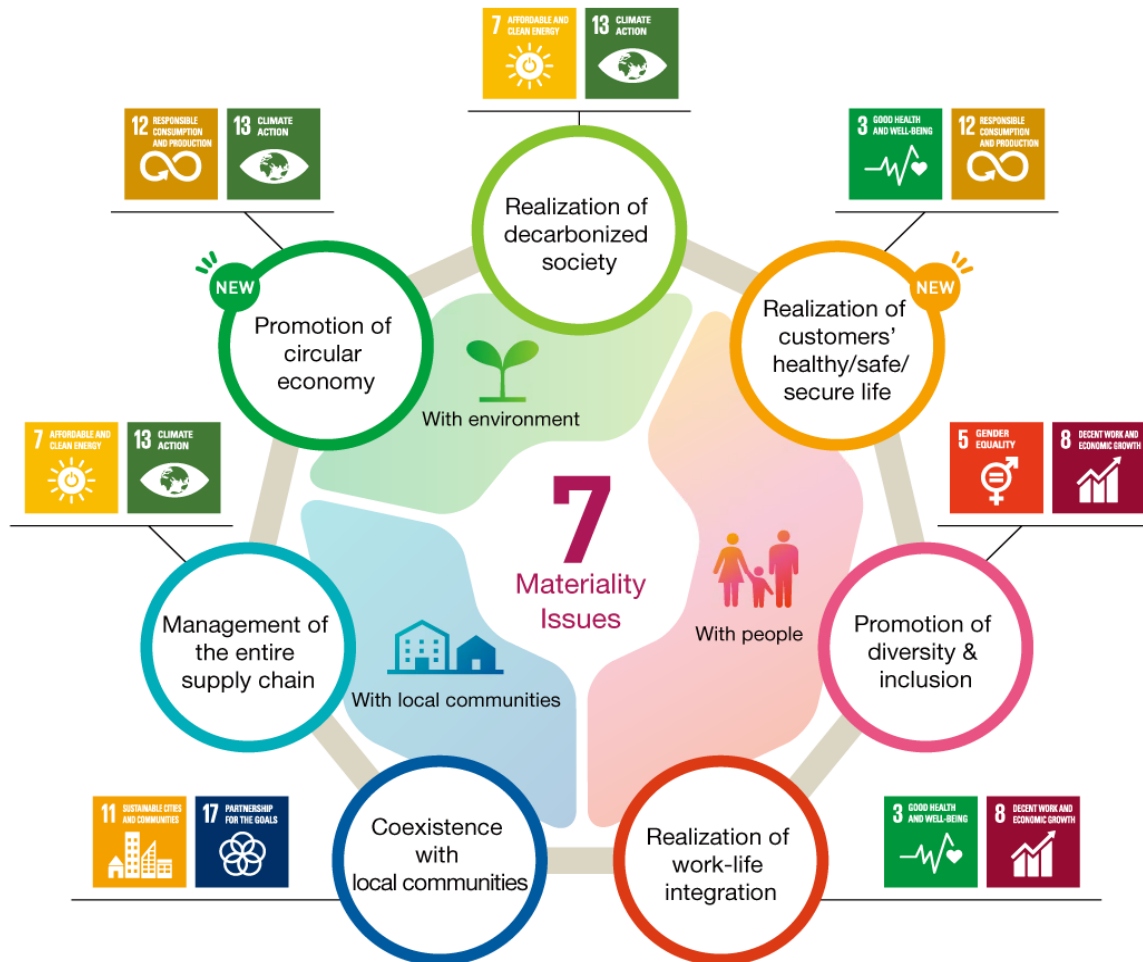 7 AFFORDABLE AND
CLEAN ENERGY
13 CLIMATE
ACTION
12 RESPONSIBLE
CONSUMPTION
AND PRODUCTION
13 CLIMATE
ACTION
3 GOOD HEALTH
AND WELL-BEING
12 RESPONSIBLE
CONSUMPTION
AND PRODUCTION
Realization of
decarbonized
society
NEW
Promotion of
circular
economy
NEW
Realization of
customers'
healthy/safe/
secure life
With environment
7 AFFORDABLE AND
CLEAN ENERGY
13 CLIMATE
ACTION
5 GENDER
EQUALITY
8 DECENT WORK AND
ECONOMIC GROWTH
7
Materiality
Issues
Management of
the entire
supply chain
With local communities
With people
Promotion of
diversity &
inclusion
11 SUSTAINABLE CITIES
AND COMMUNITIES
17 PARTNERSHIP
FOR THE GOALS
Coexistence
with
local communities
Realization of
work-life
integration
3 GOOD HEALTH
AND WELL-BEING
8 DECENT WORK AND
ECONOMIC GROWTH